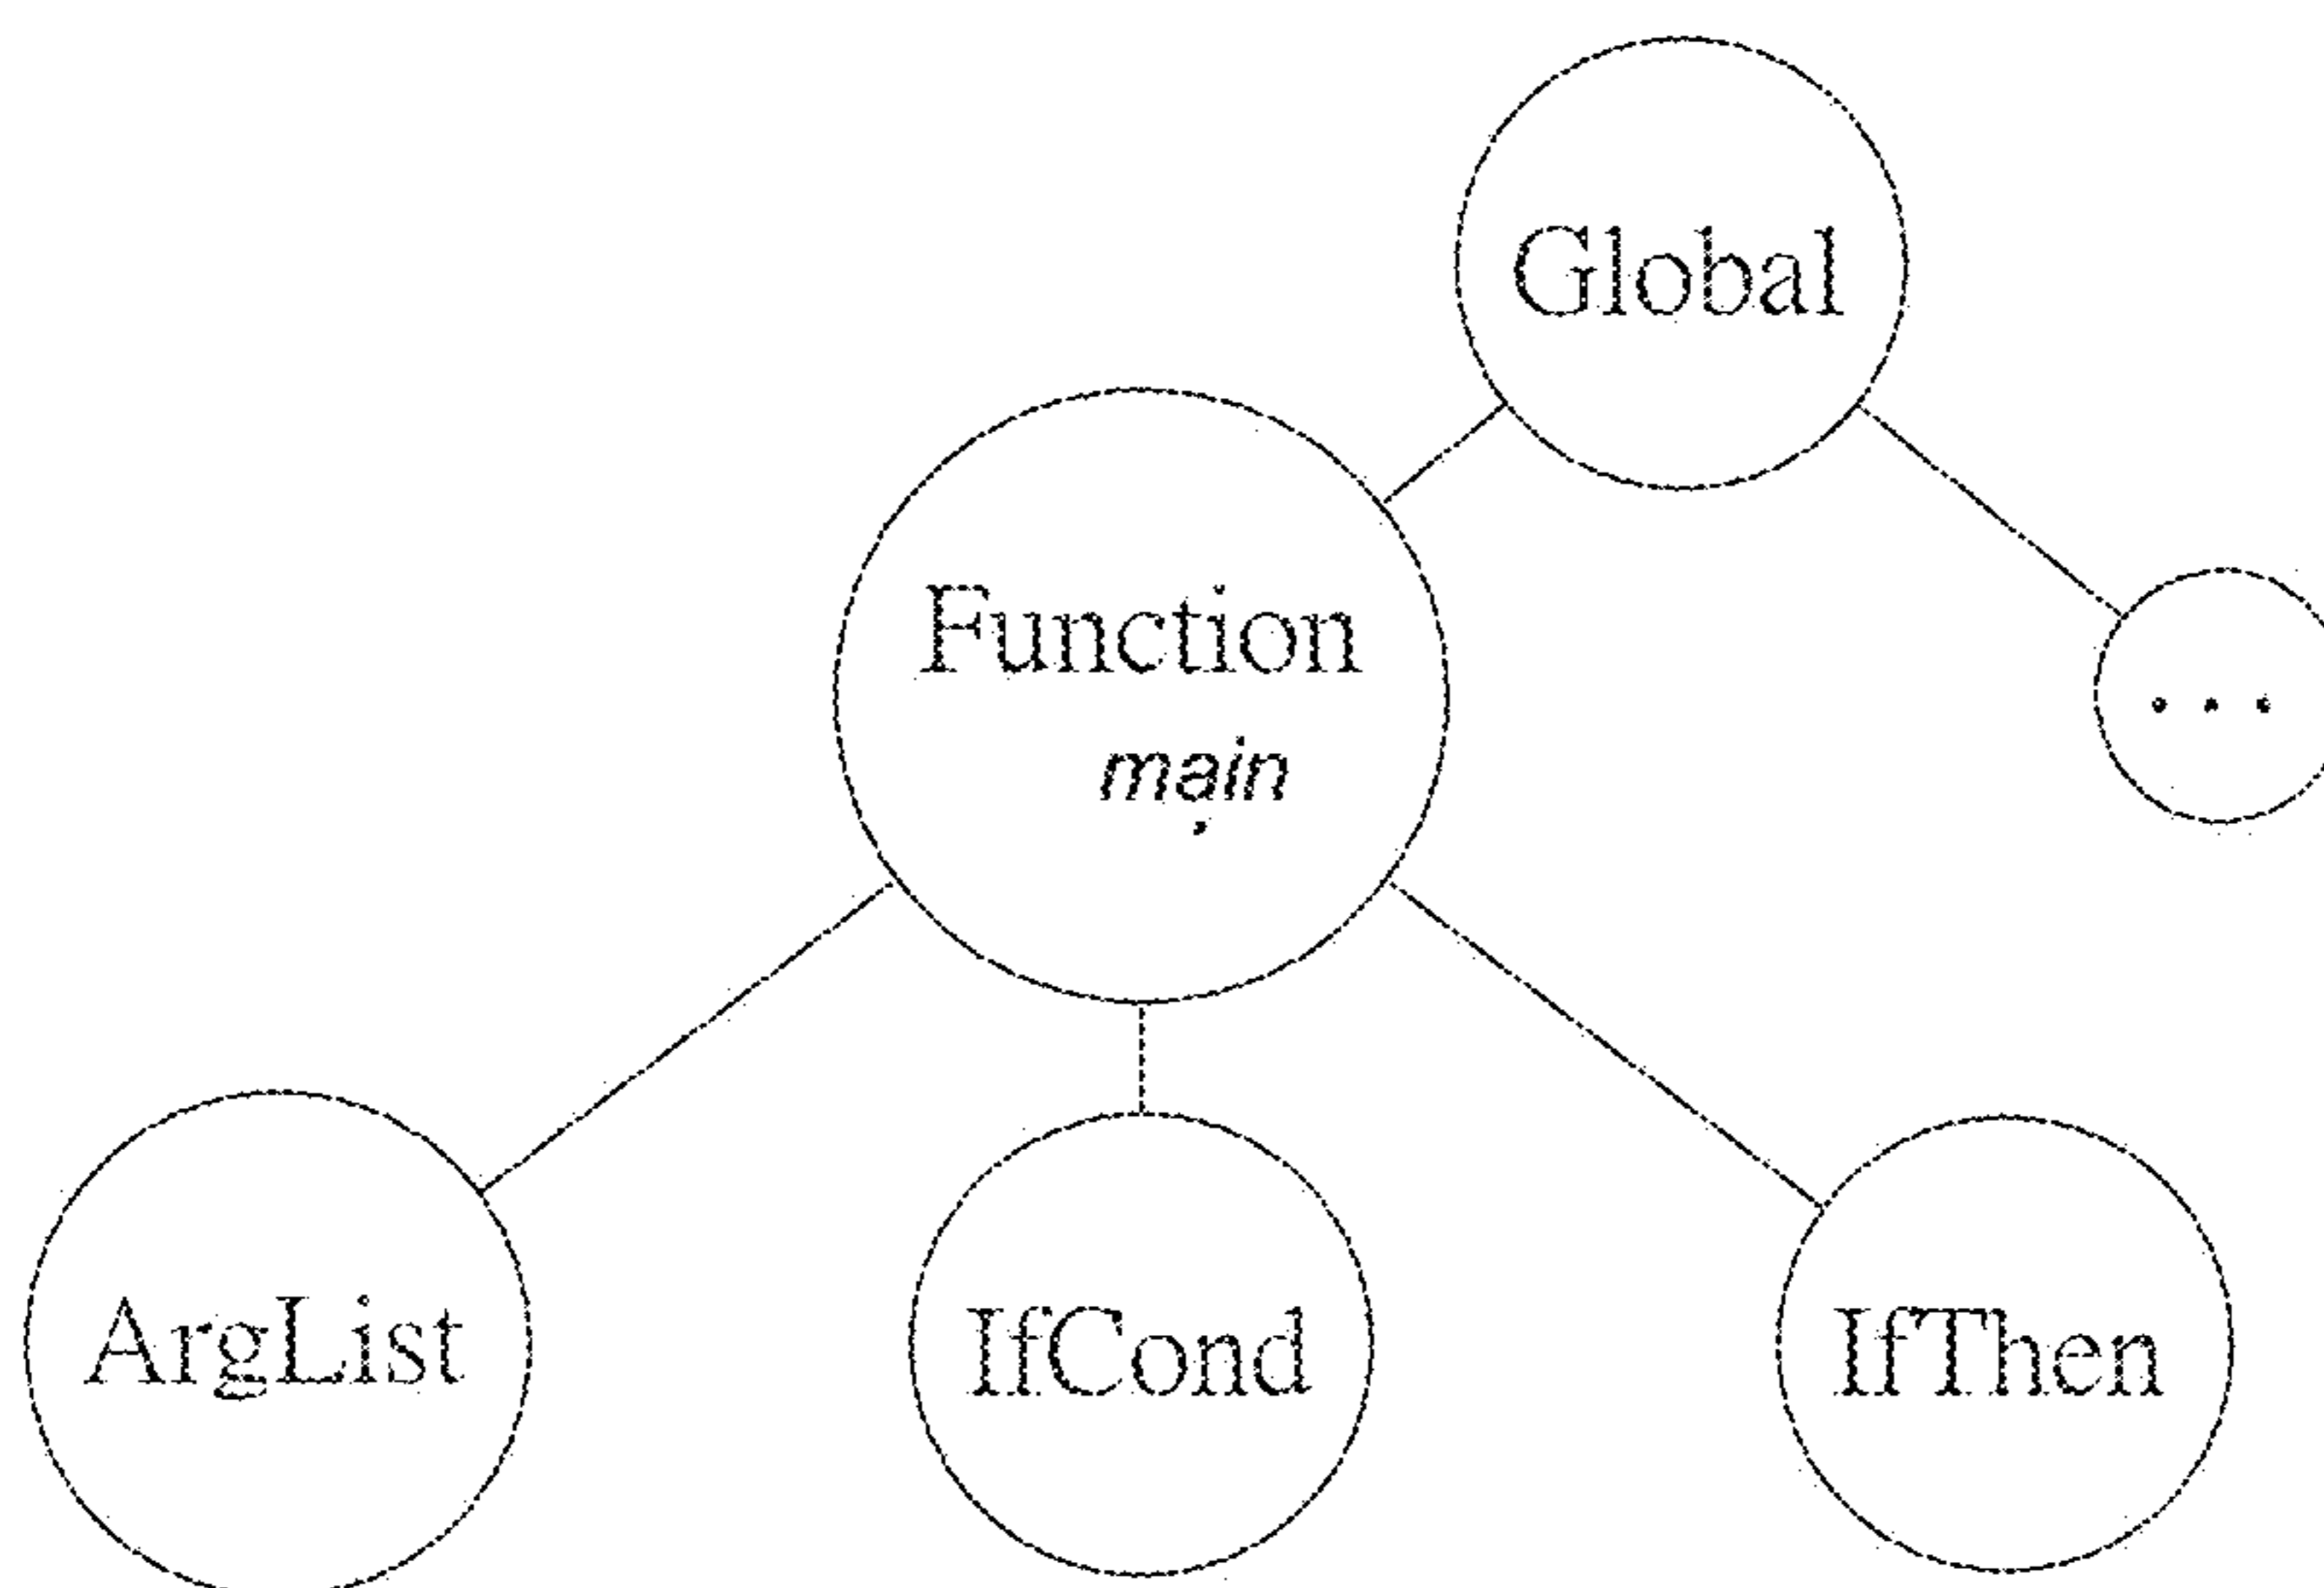 Global
Function
main
...
ArgList
IfCond
IfThen